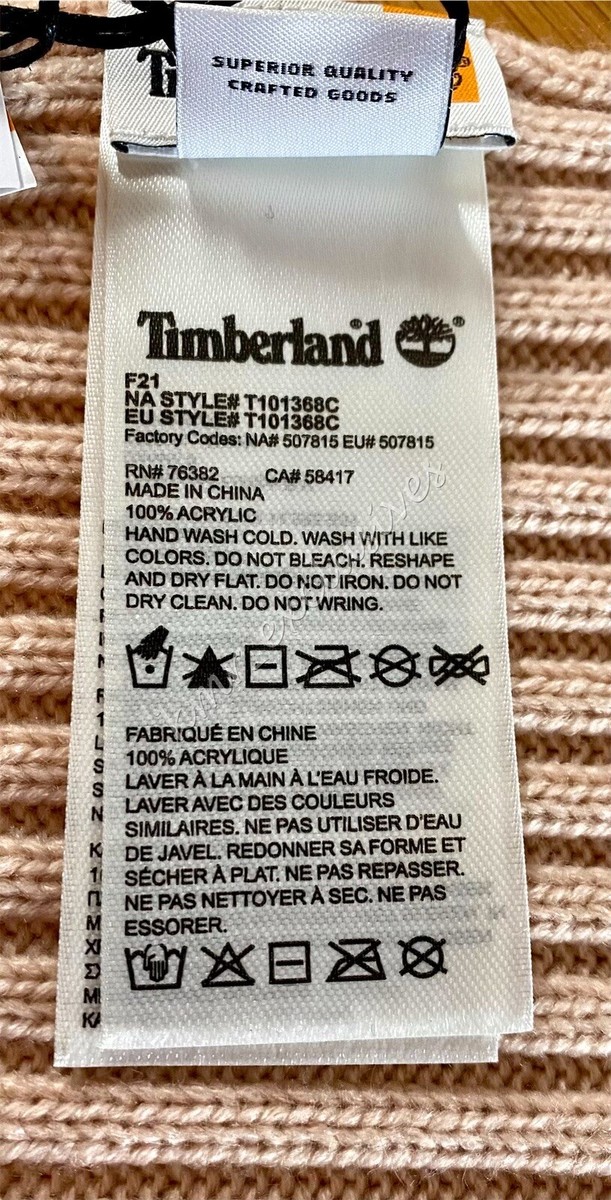 SUPERIOR QUALITY
CRAFTED GOODS
Timberland®
F21
NA STYLE# T101368C
EU STYLE# T101368C
Factory Codes: NA# 507815 EU# 507815
RN# 76382 CA# 58417
MADE IN CHINA
100% ACRYLIC
HAND WASH COLD. WASH WITH LIKE
COLORS. DO NOT BLEACH. RESHAPE
AND DRY FLAT. DO NOT IRON. DO NOT
DRY CLEAN. DO NOT WRING.
FABRIQUÉ EN CHINE
100% ACRYLIQUE
LAVER À LA MAIN À L'EAU FROIDE.
LAVER AVEC DES COULEURS
SIMILAIRES. NE PAS UTILISER D'EAU
DE JAVEL. REDONNER SA FORME ET
SÉCHER À PLAT. NE PAS REPASSER.
NE PAS NETTOYER À SEC. NE PAS
ESSORER.